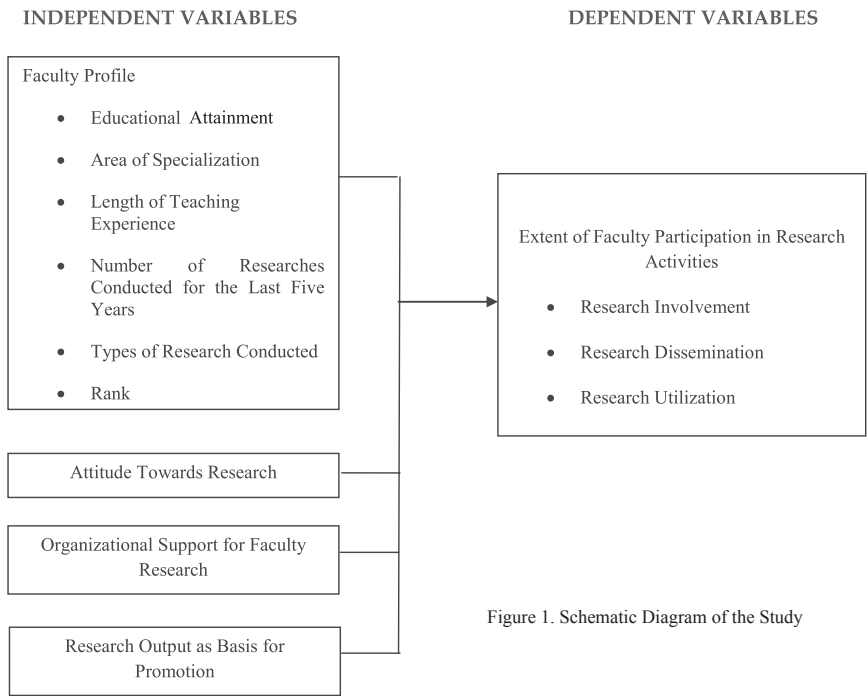 INDEPENDENT VARIABLES
DEPENDENT VARIABLES
Faculty Profile
• Educational Attainment
• Area of Specialization
• Length of Teaching
Experience
• Number of Researches
Conducted for the Last Five
Years
• Types of Research Conducted
• Rank
Attitude Towards Research
Organizational Support for Faculty
Research
Research Output as Basis for
Promotion
Extent of Faculty Participation in Research
Activities
• Research Involvement
• Research Dissemination
• Research Utilization
Figure 1. Schematic Diagram of the Study